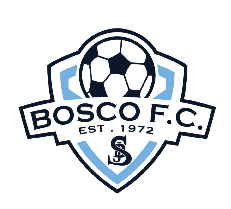 BOSCO F.C.
EST . 1972